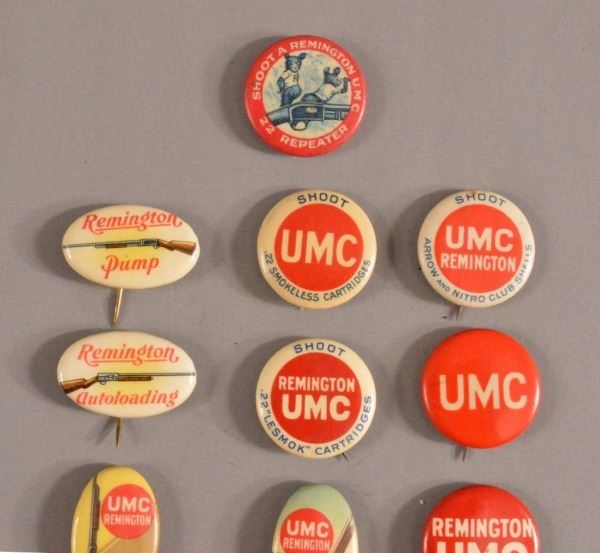 SHOOT A REMINGTON UMC
22 REPEATER
Remington
Pump
SHOOT
UMC
.22 SMOKELESS CARTRIDGES
SHOOT
UMC
REMINGTON
ARROW AND NITRO CLUB SHELLS
Remington
Autoloading
SHOOT
REMINGTON
UMC
.22 "LESMOK" CARTRIDGES
UMC
UMC
REMINGTON
UMC
REMINGTON
REMINGTON
UMC